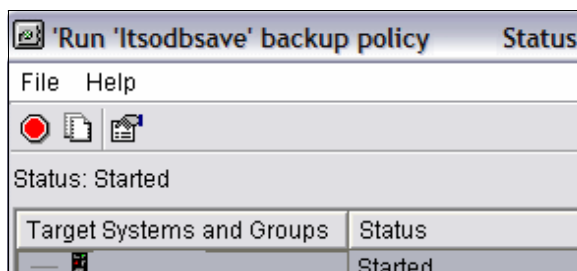 'Run 'Itsodbsave' backup policy Status
File Help
Status: Started
Target Systems and Groups Status
Started